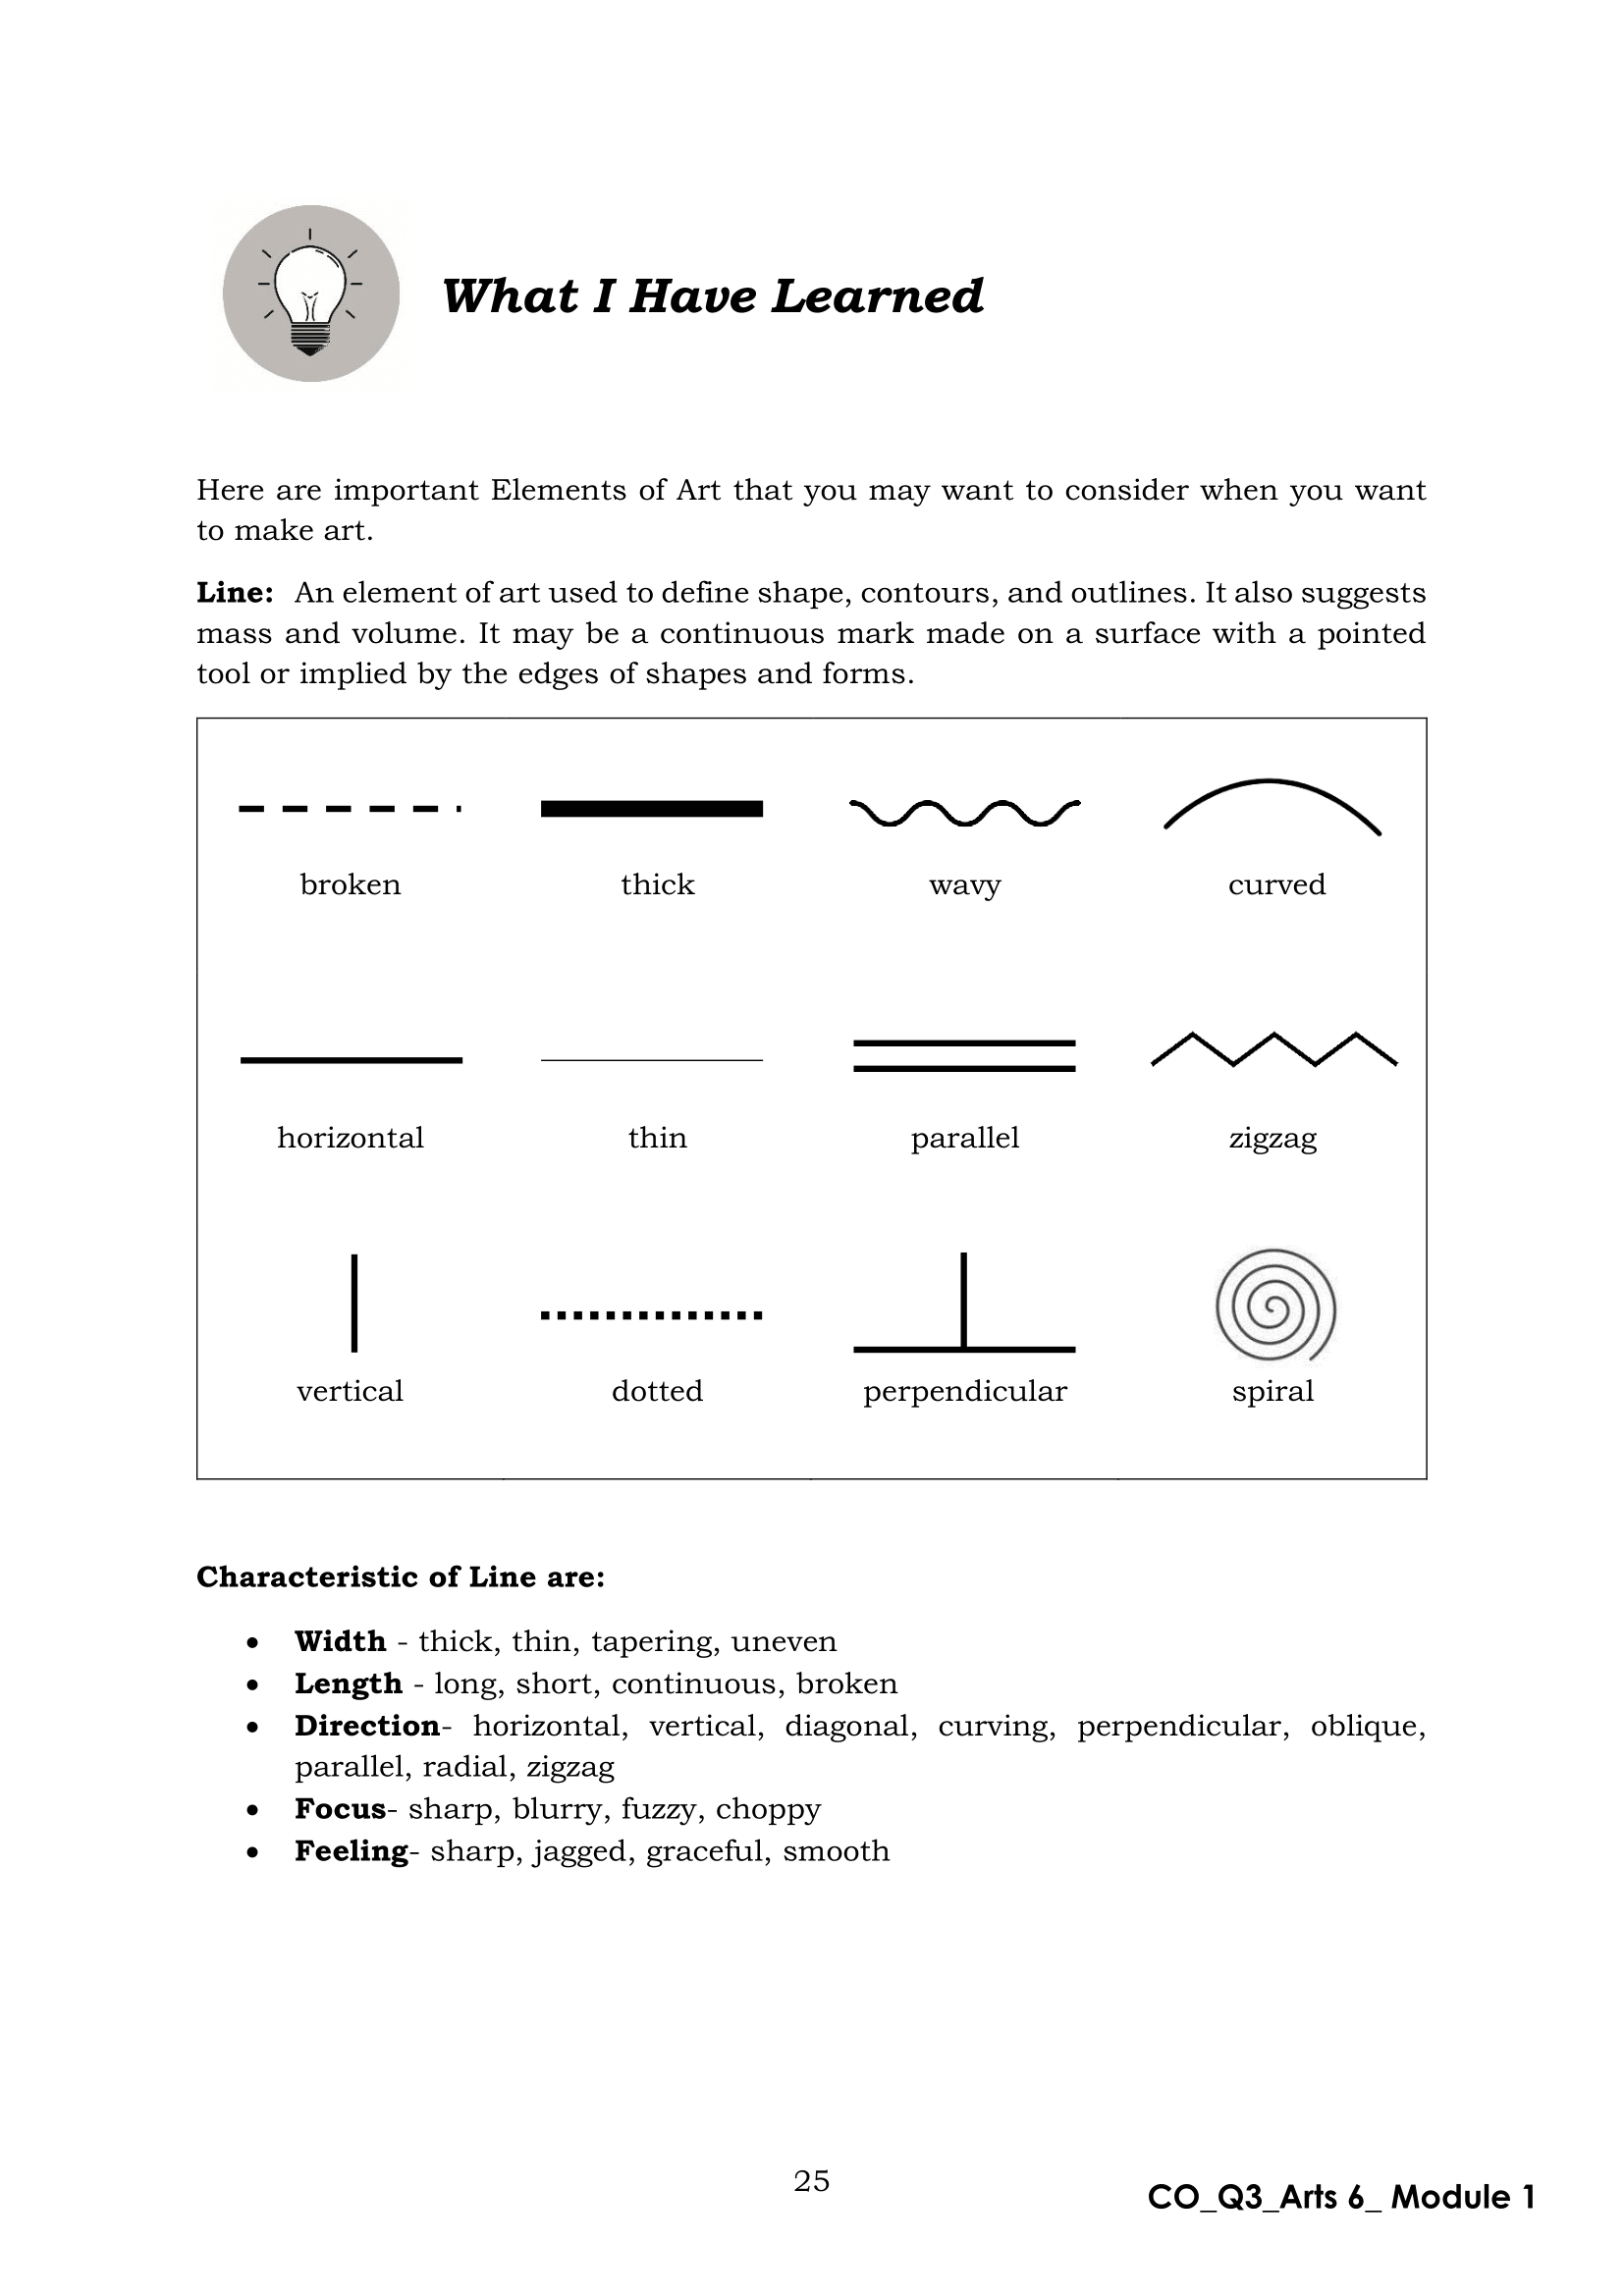 What I Have Learned
Here are important Elements of Art that you may want to consider when you want
to make art.
Line: An element of art used to define shape, contours, and outlines. It also suggests
mass and volume. It may be a continuous mark made on a surface with a pointed
tool or implied by the edges of shapes and forms.
broken thick wavy curved
horizontal thin parallel zigzag
vertical dotted perpendicular spiral
Characteristic of Line are:
• Width - thick, thin, tapering, uneven
• Length - long, short, continuous, broken
• Direction- horizontal, vertical, diagonal, curving, perpendicular, oblique,
parallel, radial, zigzag
• Focus- sharp, blurry, fuzzy, choppy
• Feeling- sharp, jagged, graceful, smooth
25
CO_Q3_Arts 6_ Module 1